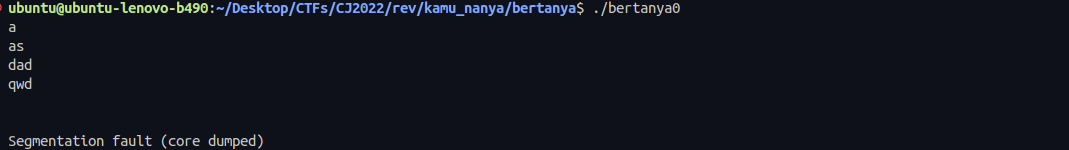 ubuntu@ubuntu-lenovo-b490:~/Desktop/CTFs/CJ2022/rev/kamu_nanya/bertanya$ ./bertanya0
a
as
dad
qwd
Segmentation fault (core dumped)